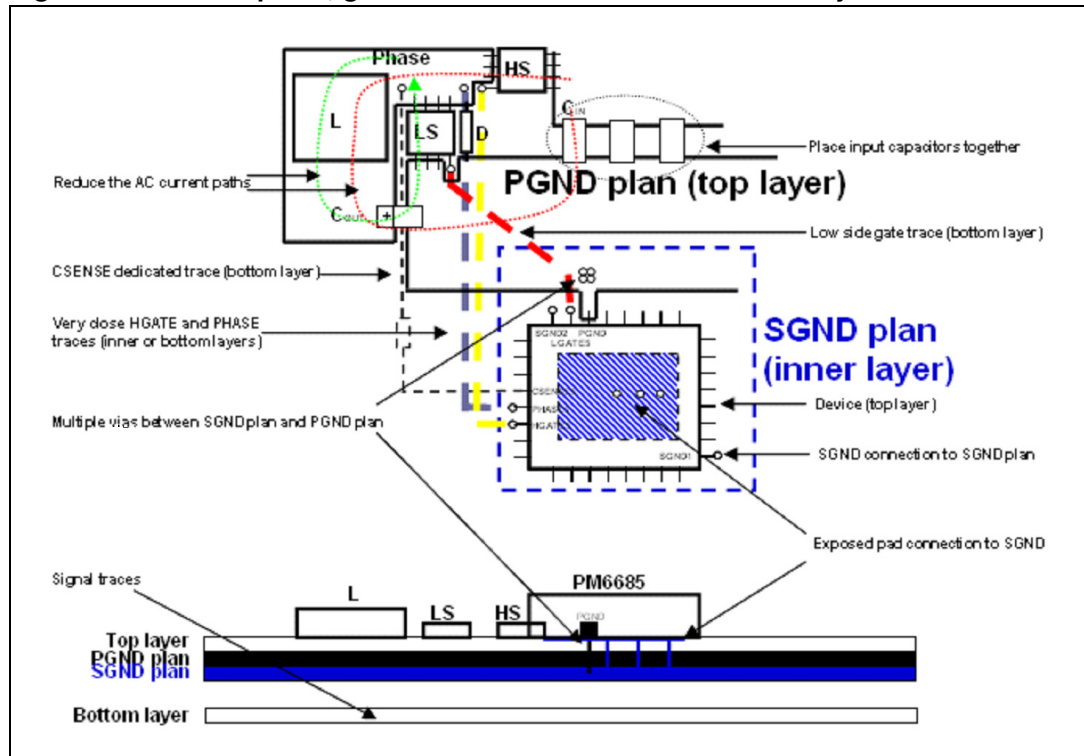 Phase
HS
L
LS
D
CIN
Place input capacitors together
PGND plan (top layer)
Reduce the AC current paths
+
Low side gate trace (bottom layer)
CSENSE dedicated trace (bottom layer)
Very close HGATE and PHASE
traces (inner or bottom layers)
SGND plan
(inner layer)
SGND2 PGND
LGATES
CSENSE
PHASE
HGATE
Device (top layer)
Multiple vias between SGND plan and PGND plan
SGND1
SGND connection to SGND plan
Exposed pad connection to SGND
Signal traces
PM6685
L
LS
HS
PGND
Top layer
PGND plan
SGND plan
Bottom layer